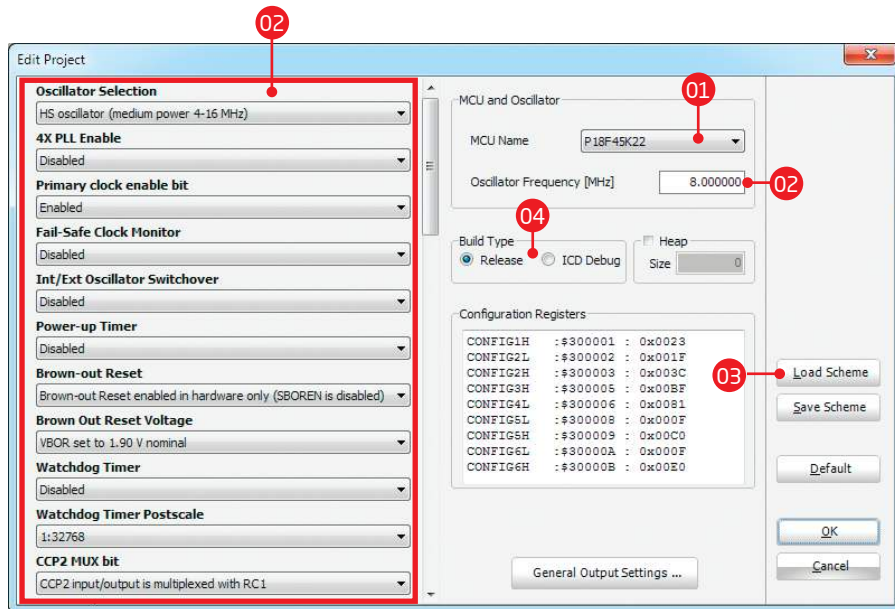 02
Edit Project
Oscillator Selection
HS oscillator (medium power 4-16 MHz)
4X PLL Enable
Disabled
Primary clock enable bit
Enabled
Fail-Safe Clock Monitor
Disabled
Int/Ext Oscillator Switchover
Disabled
Power-up Timer
Disabled
Brown-out Reset
Brown-out Reset enabled in hardware only (SBOREN is disabled)
Brown Out Reset Voltage
VBOR set to 1.90 V nominal
Watchdog Timer
Disabled
Watchdog Timer Postscale
1:32768
CCP2 MUX bit
CCP2 input/output is multiplexed with RC1
MCU and Oscillator
01
MCU Name P18F45K22
Oscillator Frequency [MHz] 8.000000 02
04
Build Type
Release ICD Debug
Heap
Size 0
Configuration Registers
CONFIG1H :$300001 : 0x0023
CONFIG2L :$300002 : 0x001F
CONFIG2H :$300003 : 0x003C
CONFIG3H :$300005 : 0x00BF
CONFIG4L :$300006 : 0x0081
CONFIG5L :$300008 : 0x000F
CONFIG5H :$300009 : 0x00C0
CONFIG6L :$30000A : 0x000F
CONFIG6H :$30000B : 0x00E0
General Output Settings ...
03 Load Scheme
Save Scheme
Default
OK
Cancel